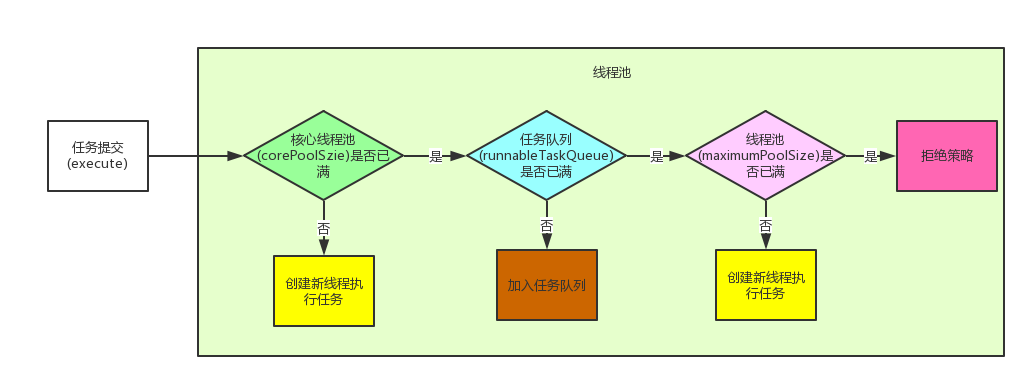 线程池
任务提交
(execute)
核心线程池
(corePoolSzie)是否已
满
是
任务队列
(runnableTaskQueue)
是否已满
是
线程池
(maximumPoolSize)是
否已满
是
拒绝策略
否
否
否
创建新线程执
行任务
加入任务队列
创建新线程执
行任务